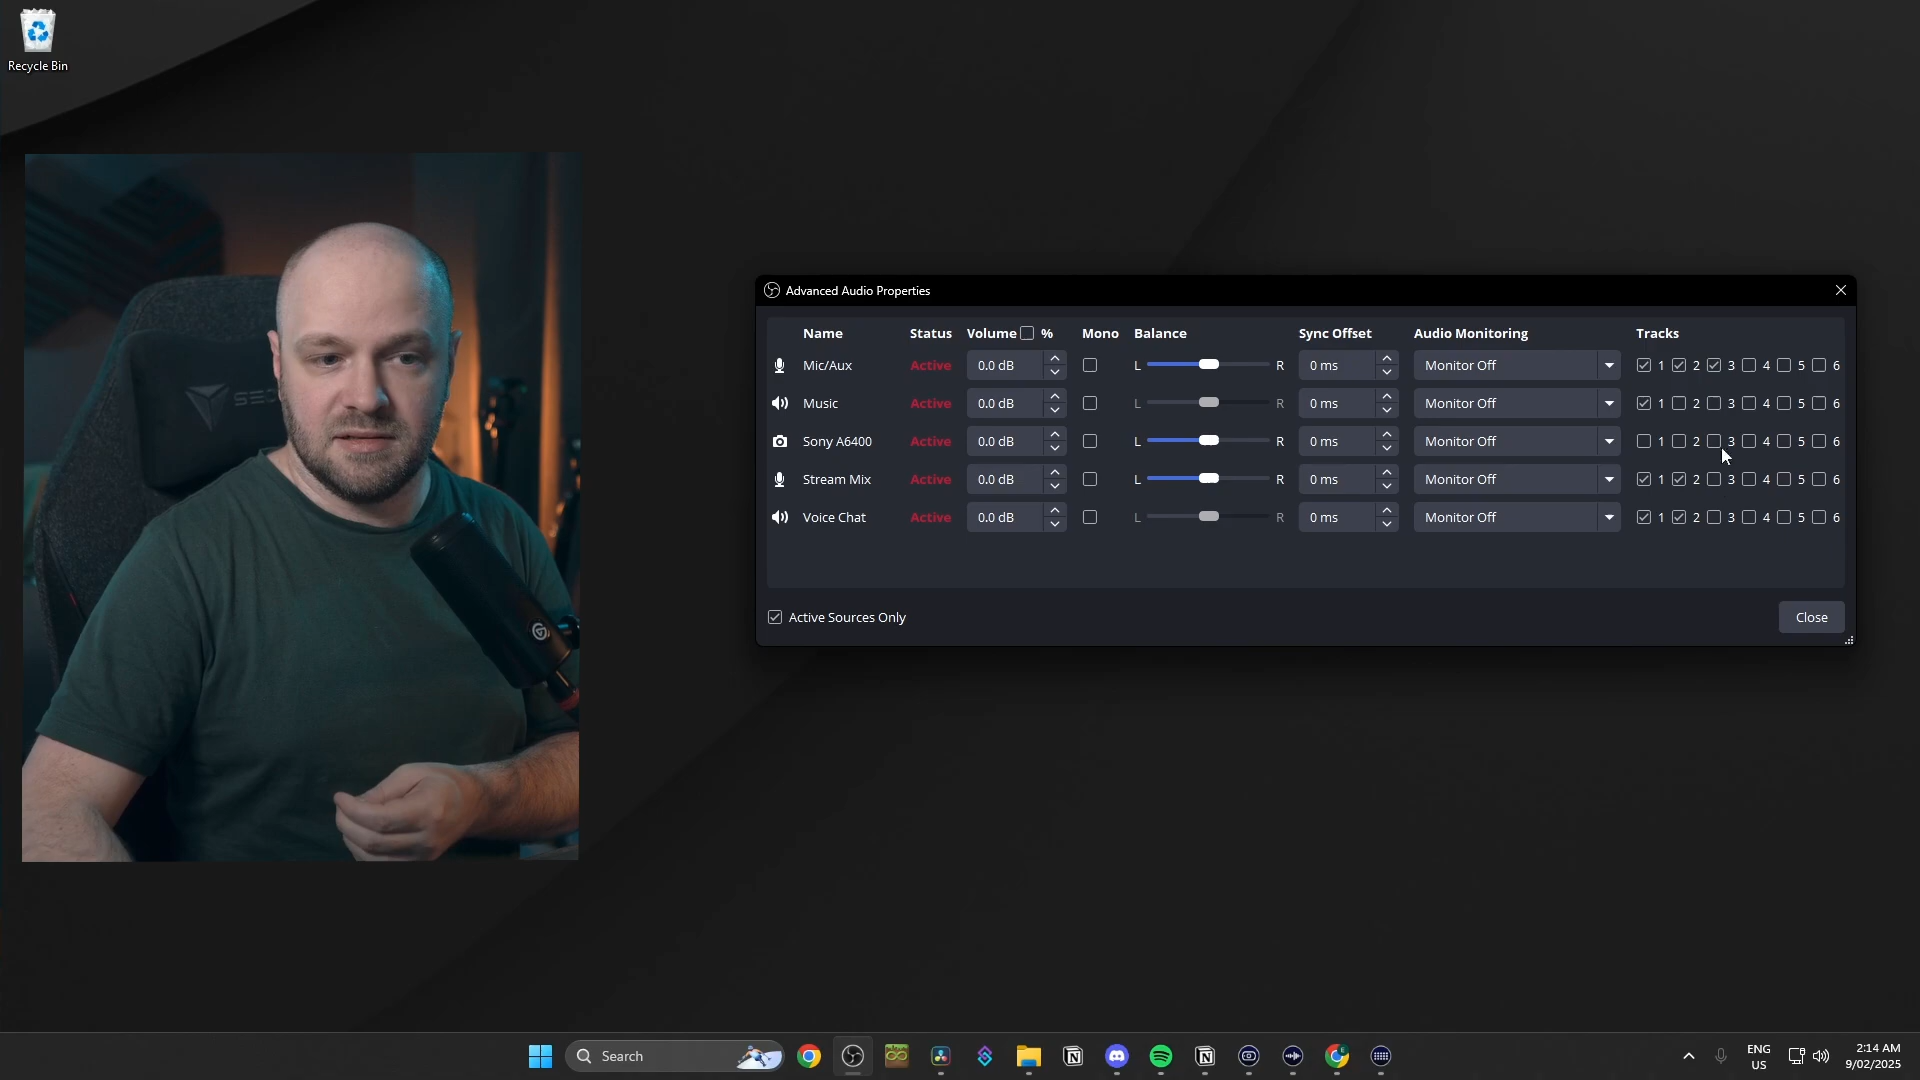 Recycle Bin
SEC
Advanced Audio Properties
Name Status Volume % Mono Balance Sync Offset Audio Monitoring Tracks
Mic/Aux Active 0.0 dB L R 0 ms Monitor Off 1 2 3 4 5 6
Music Active 0.0 dB L R 0 ms Monitor Off 1 2 3 4 5 6
Sony A6400 Active 0.0 dB L R 0 ms Monitor Off 1 2 3 4 5 6
Stream Mix Active 0.0 dB L R 0 ms Monitor Off 1 2 3 4 5 6
Voice Chat Active 0.0 dB L R 0 ms Monitor Off 1 2 3 4 5 6
Active Sources Only Close
Search
ENG
US
2:14 AM
9/02/2025